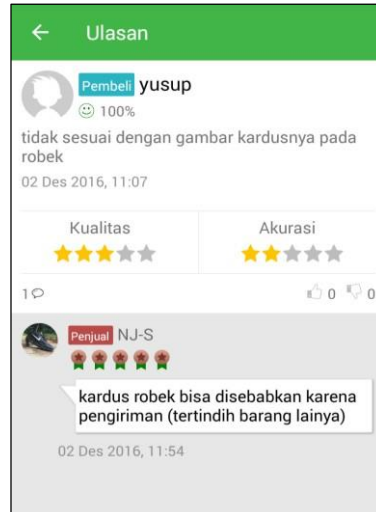 Ulasan
Pembeli yusup
100%
tidak sesuai dengan gambar kardusnya pada
robek
02 Des 2016, 11:07
Kualitas Akurasi
1 0 0
Penjual NJ-S
kardus robek bisa disebabkan karena
pengiriman (tertindih barang lainya)
02 Des 2016, 11:54